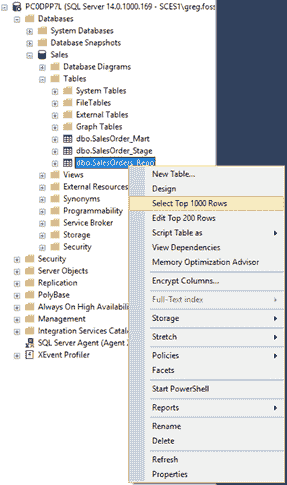 PC0DPP7L (SQL Server 14.0.1000.169 - SCES1\greg.foss
Databases
System Databases
Database Snapshots
Sales
Database Diagrams
Tables
System Tables
FileTables
External Tables
Graph Tables
dbo.SalesOrder_Mart
dbo.SalesOrder_Stage
dbo.SalesOrders_Repo
Views
External Resources
Synonyms
Programmability
Service Broker
Storage
Security
Security
Server Objects
Replication
PolyBase
Always On High Availabili
Management
Integration Services Catalo
SQL Server Agent (Agent
XEvent Profiler
New Table...
Design
Select Top 1000 Rows
Edit Top 200 Rows
Script Table as
View Dependencies
Memory Optimization Advisor
Encrypt Columns...
Full-Text index
Storage
Stretch
Policies
Facets
Start PowerShell
Reports
Rename
Delete
Refresh
Properties